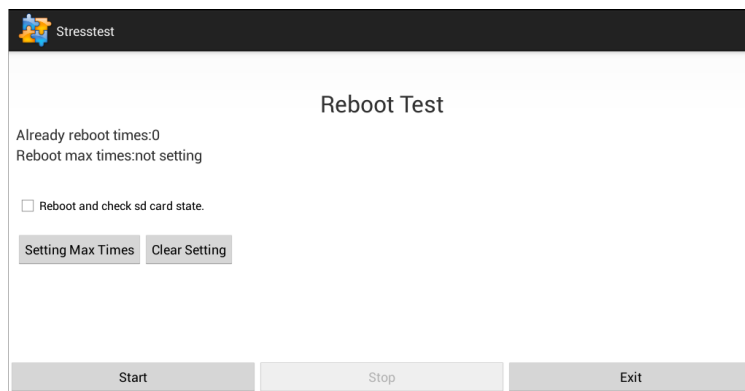 Stresstest
Reboot Test
Already reboot times:0
Reboot max times:not setting
Reboot and check sd card state.
Setting Max Times Clear Setting
Start Stop Exit